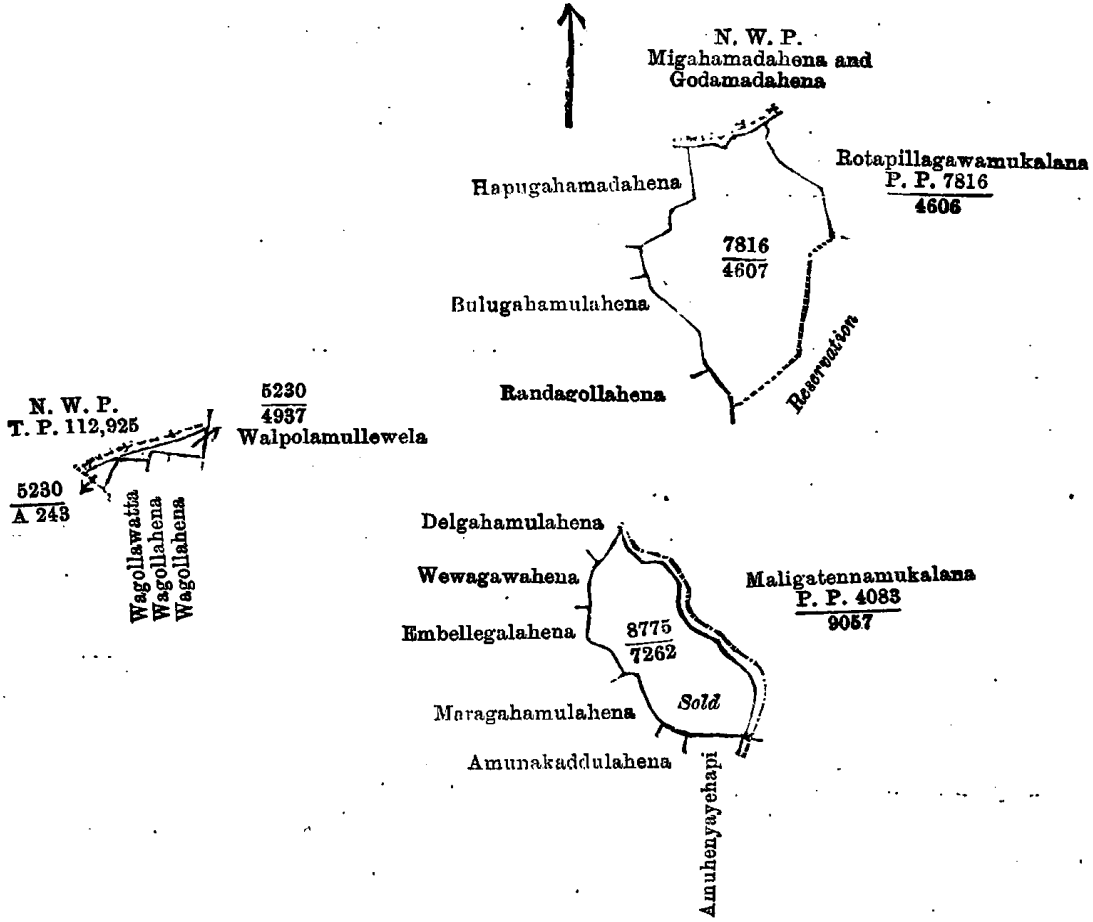 N. W. P.
Migahamadahena and
Godamadahena
Rotapillagawamukalana
P. P. 7816
4606
Hapugahamadahena
7816
4607
Bulugahamulahena
Randagollahena
Reservation
N. W. P.
T. P. 112,925
5230
4937
Walpolamullewela
5230
A 243
Wagollawatta
Wagollahena
Wagollahena
Delgahamulahena
Wewagawahena
Maligatennamukalana
P. P. 4083
9057
Embellegalahena
8775
7262
Sold
Maragahamulahena
Amunakaddulahena
Amuhenyayehapi